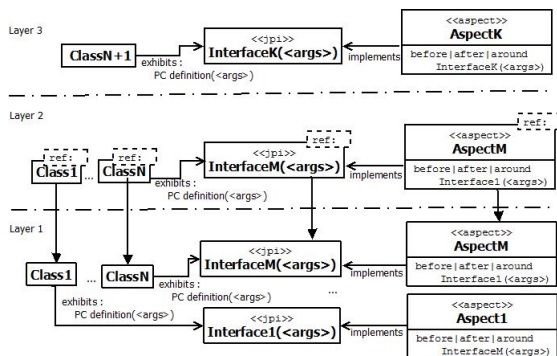 Layer 3
<<jpi>>
InterfaceK(<args>)
<<aspect>>
AspectK
before|after|around
InterfaceK(<args>)
ClassN+1
exhibits :
PC definition(<args>)
implements
Layer 2
ref:
Class1
...
ref:
ClassN
exhibits:
PC definition(<args>)
ref:
<<jpi>>
InterfaceM(<args>)
implements
ref:
<<aspect>>
AspectM
before|after|around
Interface1(<args>)
Layer 1
Class1
...
ClassN
exhibits :
PC definition(<args>)
exhibits:
PC definition(<args>)
<<jpi>>
InterfaceM(<args>)
...
implements
<<aspect>>
AspectM
before|after|around
Interface1(<args>)
<<jpi>>
Interface1(<args>)
implements
<<aspect>>
Aspect1
before|after|around
InterfaceM(<args>)